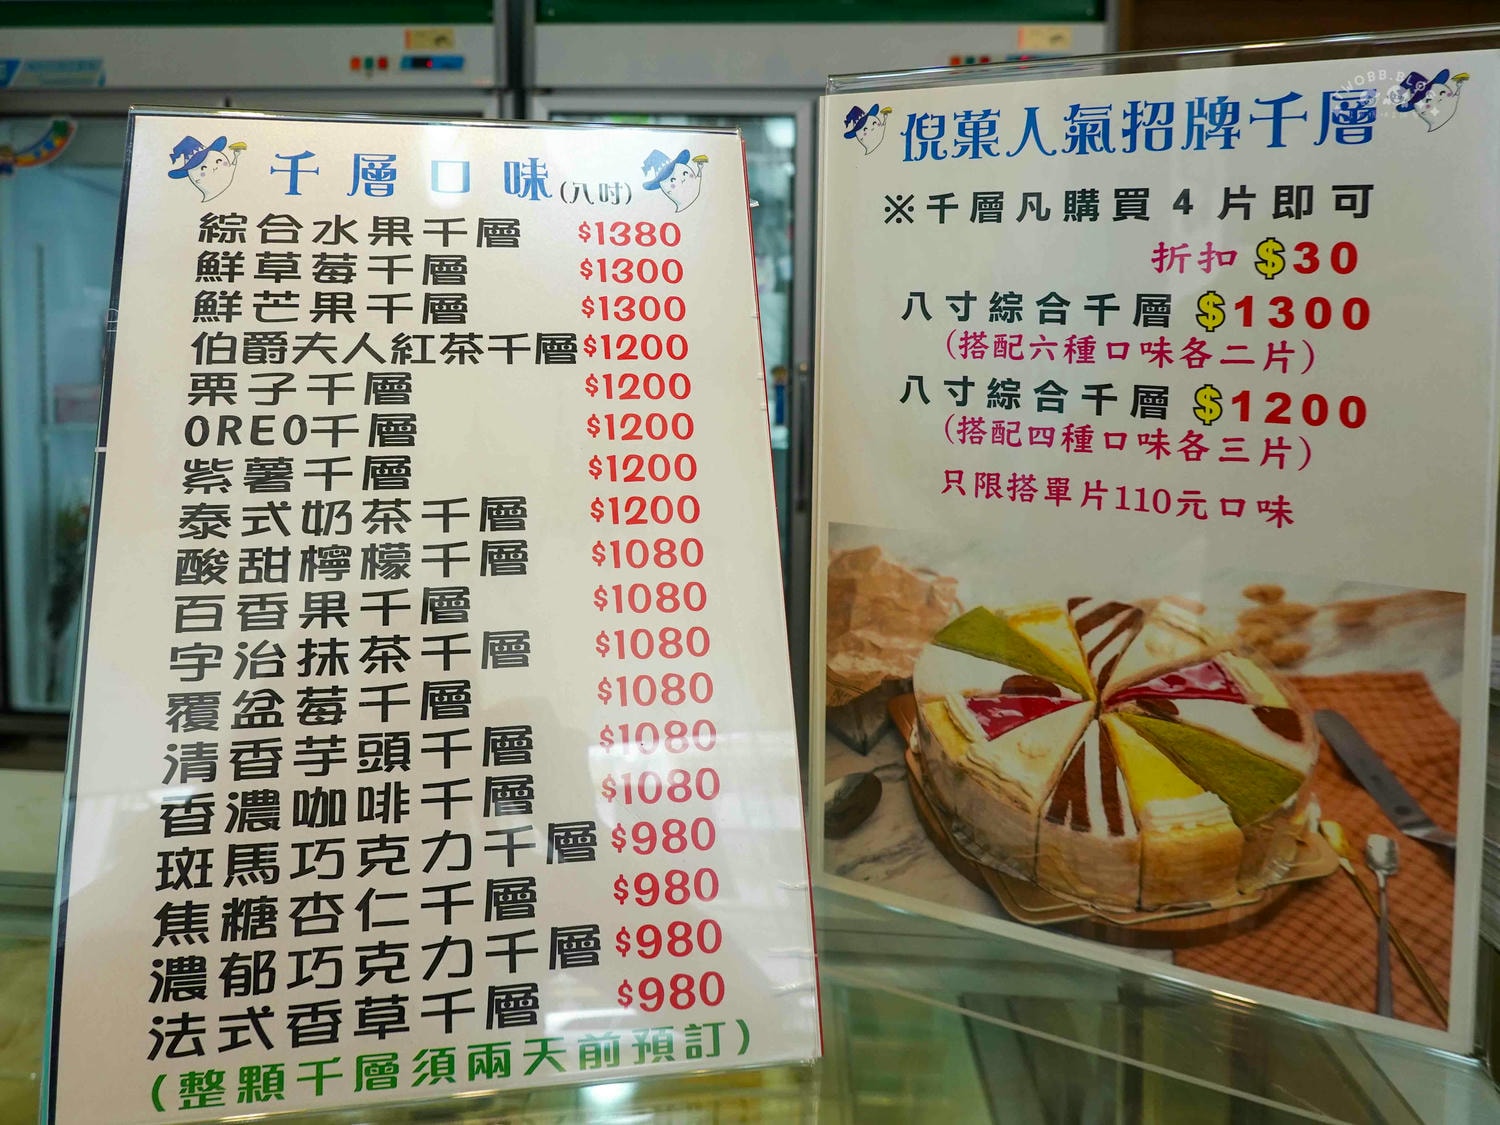 千層口味(八吋)
綜合水果千層 $1380
鮮草莓千層 $1300
鮮芒果千層 $1300
伯爵夫人紅茶千層 $1200
栗子千層 $1200
OREO千層 $1200
紫薯千層 $1200
泰式奶茶千層 $1200
酸甜檸檬千層 $1080
百香果千層 $1080
宇治抹茶千層 $1080
覆盆莓千層 $1080
清香芋頭千層 $1080
香濃咖啡千層 $1080
斑馬巧克力千層 $980
焦糖杏仁千層 $980
濃郁巧克力千層 $980
法式香草千層 $980
(整顆千層須兩天前預訂)
倪菓人氣招牌千層
※千層凡購買4片即可
折扣$30
八寸綜合千層$1300
(搭配六種口味各二片)
八寸綜合千層$1200
(搭配四種口味各三片)
只限搭單片110元口味